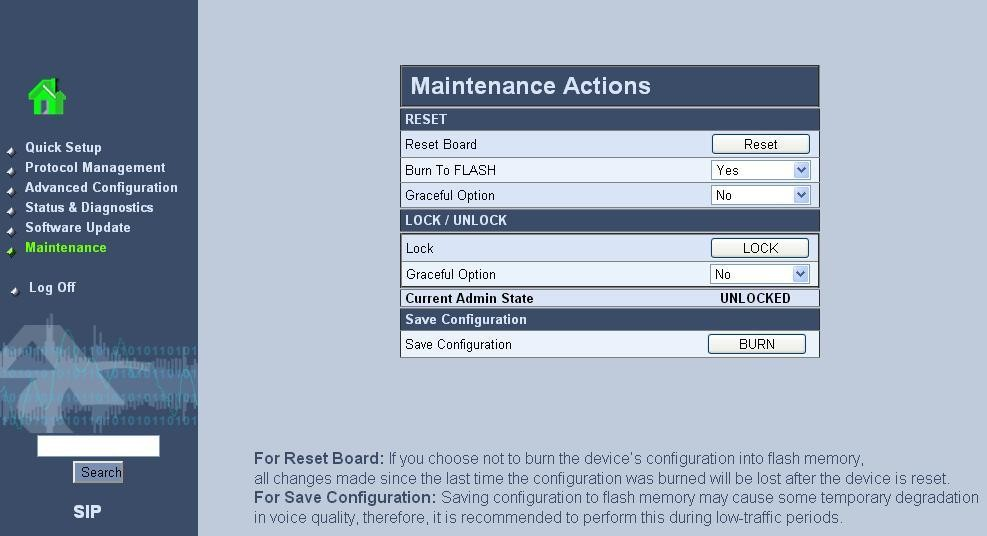 Quick Setup
Protocol Management
Advanced Configuration
Status & Diagnostics
Software Update
Maintenance
Log Off
Search
SIP
Maintenance Actions
RESET
Reset Board Reset
Burn To FLASH Yes
Graceful Option No
LOCK / UNLOCK
Lock LOCK
Graceful Option No
Current Admin State UNLOCKED
Save Configuration
Save Configuration BURN
For Reset Board: If you choose not to burn the device's configuration into flash memory,
all changes made since the last time the configuration was burned will be lost after the device is reset.
For Save Configuration: Saving configuration to flash memory may cause some temporary degradation
in voice quality, therefore, it is recommended to perform this during low-traffic periods.